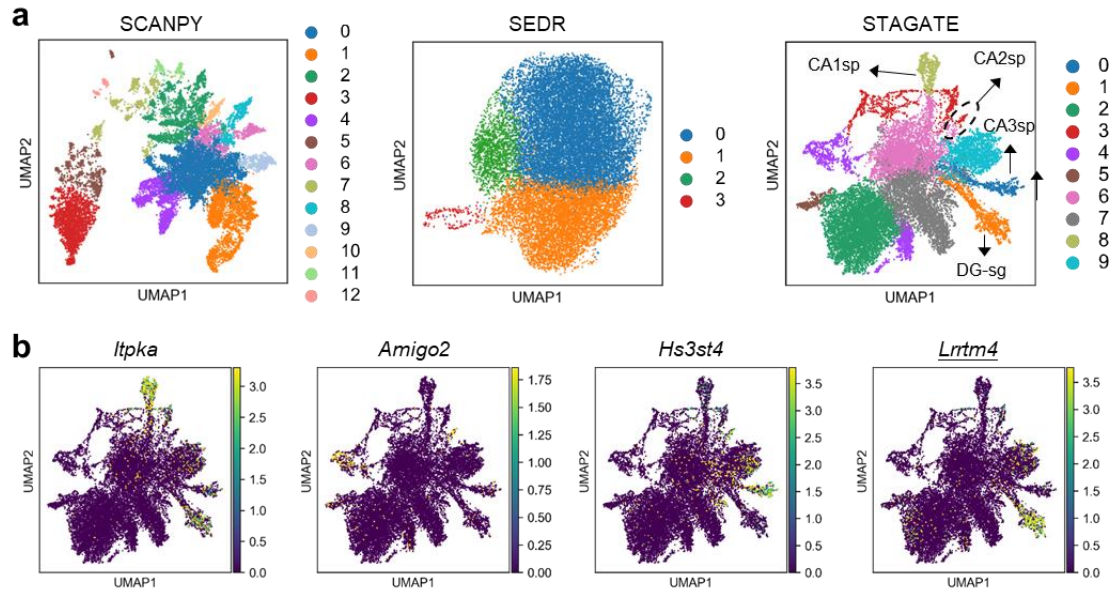 a
SCANPY
UMAP2
UMAP1
0
1
2
3
4
5
6
7
8
9
10
11
12
SEDR
UMAP2
UMAP1
0
1
2
3
STAGATE
CA1sp
CA2sp
CA3sp
DG-sg
UMAP2
UMAP1
0
1
2
3
4
5
6
7
8
9
b
Itpka
UMAP2
UMAP1
3.0
2.5
2.0
1.5
1.0
0.5
0.0
Amigo2
UMAP2
UMAP1
1.75
1.50
1.25
1.00
0.75
0.50
0.25
0.00
Hs3st4
UMAP2
UMAP1
3.5
3.0
2.5
2.0
1.5
1.0
0.5
0.0
Lrrtm4
UMAP2
UMAP1
3.5
3.0
2.5
2.0
1.5
1.0
0.5
0.0